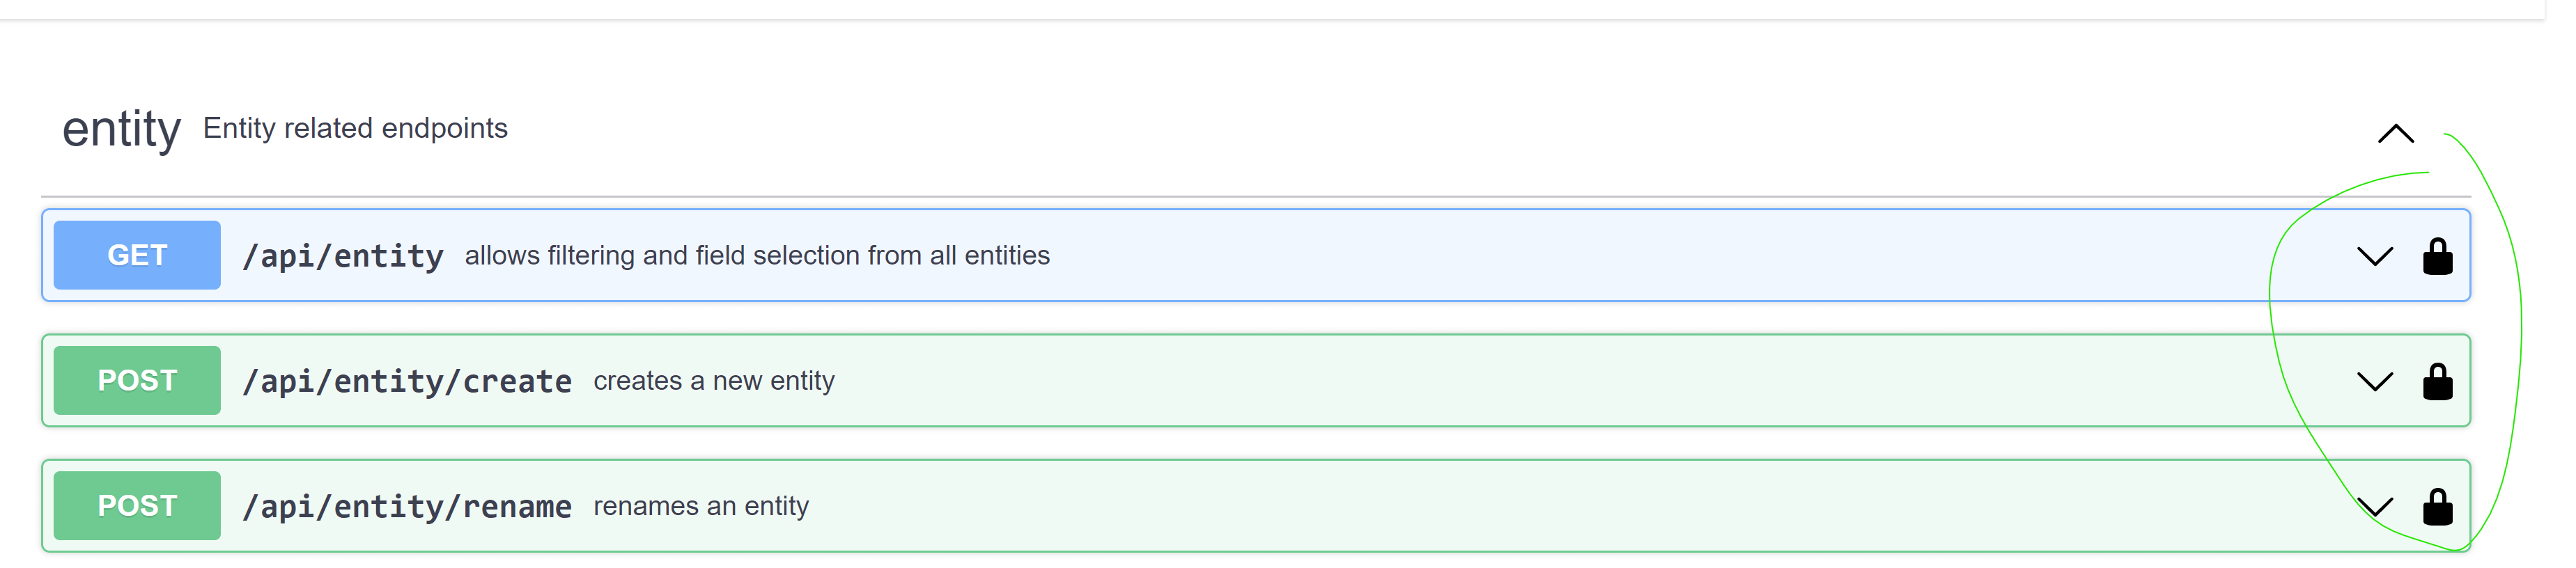 entity Entity related endpoints
GET /api/entity allows filtering and field selection from all entities
POST /api/entity/create creates a new entity
POST /api/entity/rename renames an entity